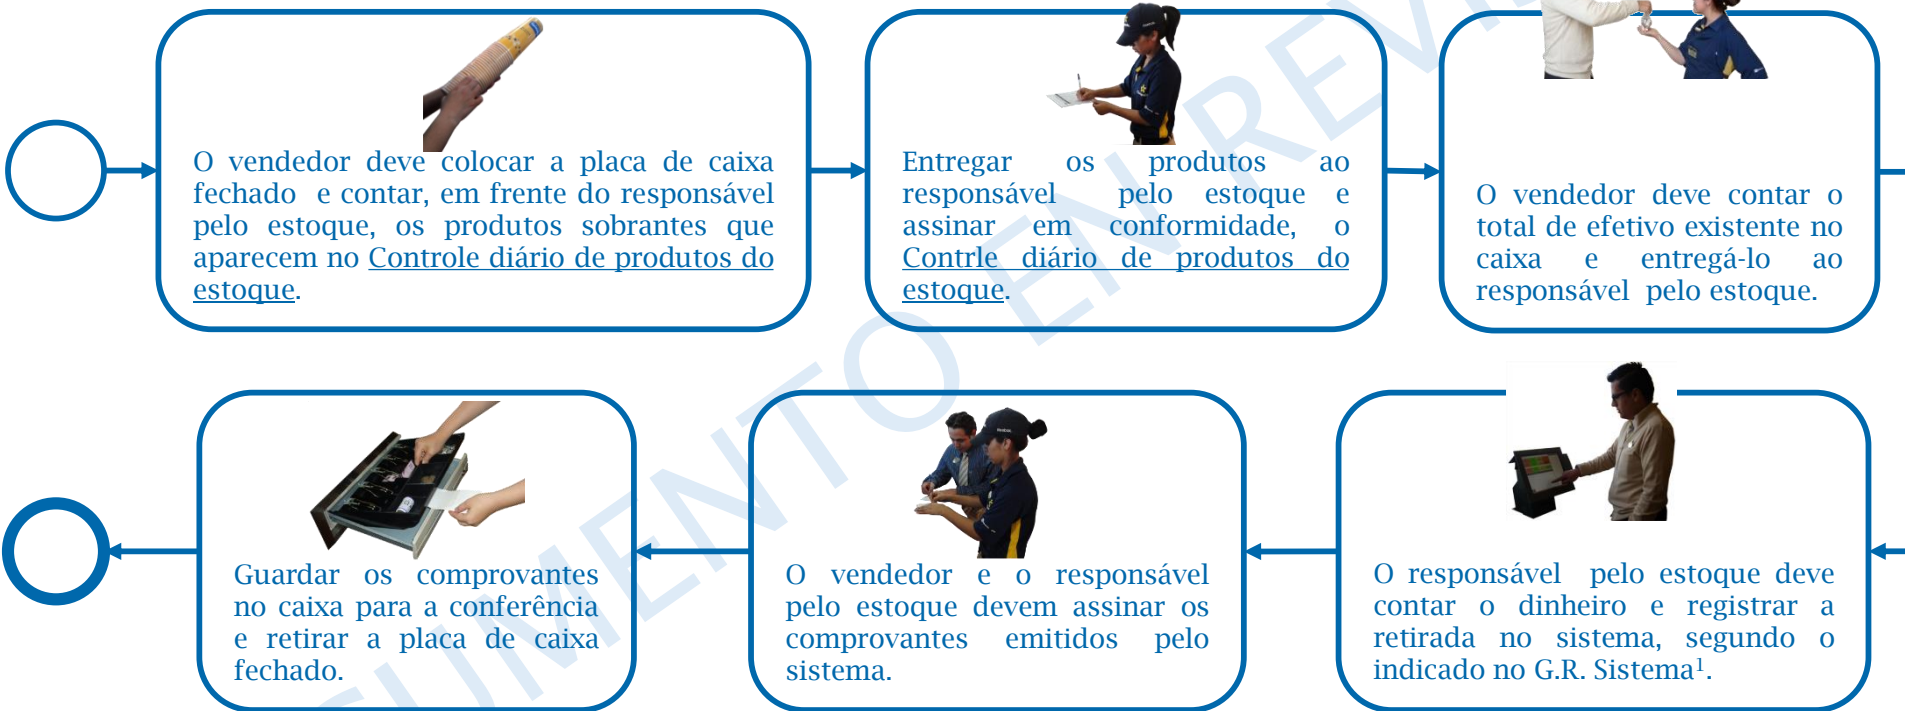 O vendedor deve colocar a placa de caixa
fechado e contar, em frente do responsável
pelo estoque, os produtos sobrantes que
aparecem no Controle diário de produtos do
estoque.
Entregar os produtos ao
responsável pelo estoque e
assinar em conformidade, o
Contrle diário de produtos do
estoque.
O vendedor deve contar o
total de efetivo existente no
caixa e entregá-lo ao
responsável pelo estoque.
Guardar os comprovantes
no caixa para a conferência
e retirar a placa de caixa
fechado.
O vendedor e o responsável
pelo estoque devem assinar os
comprovantes emitidos pelo
sistema.
O responsável pelo estoque deve
contar o dinheiro e registrar a
retirada no sistema, segundo o
indicado no G.R. Sistema¹.
UMENTO EN REVI